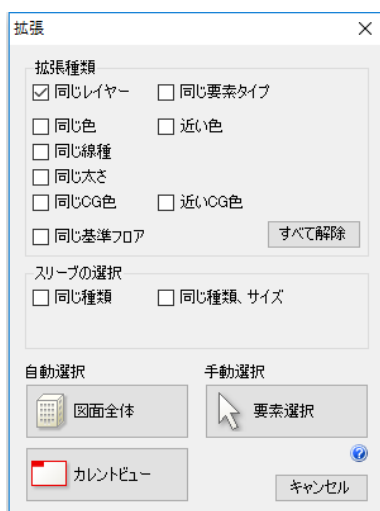 拡張
拡張種類
同じレイヤー 同じ要素タイプ
同じ色 近い色
同じ線種
同じ太さ
同じCG色 近いCG色
同じ基準フロア すべて解除
スリーブの選択
同じ種類 同じ種類、サイズ
自動選択 手動選択
図面全体 要素選択
カレントビュー
キャンセル